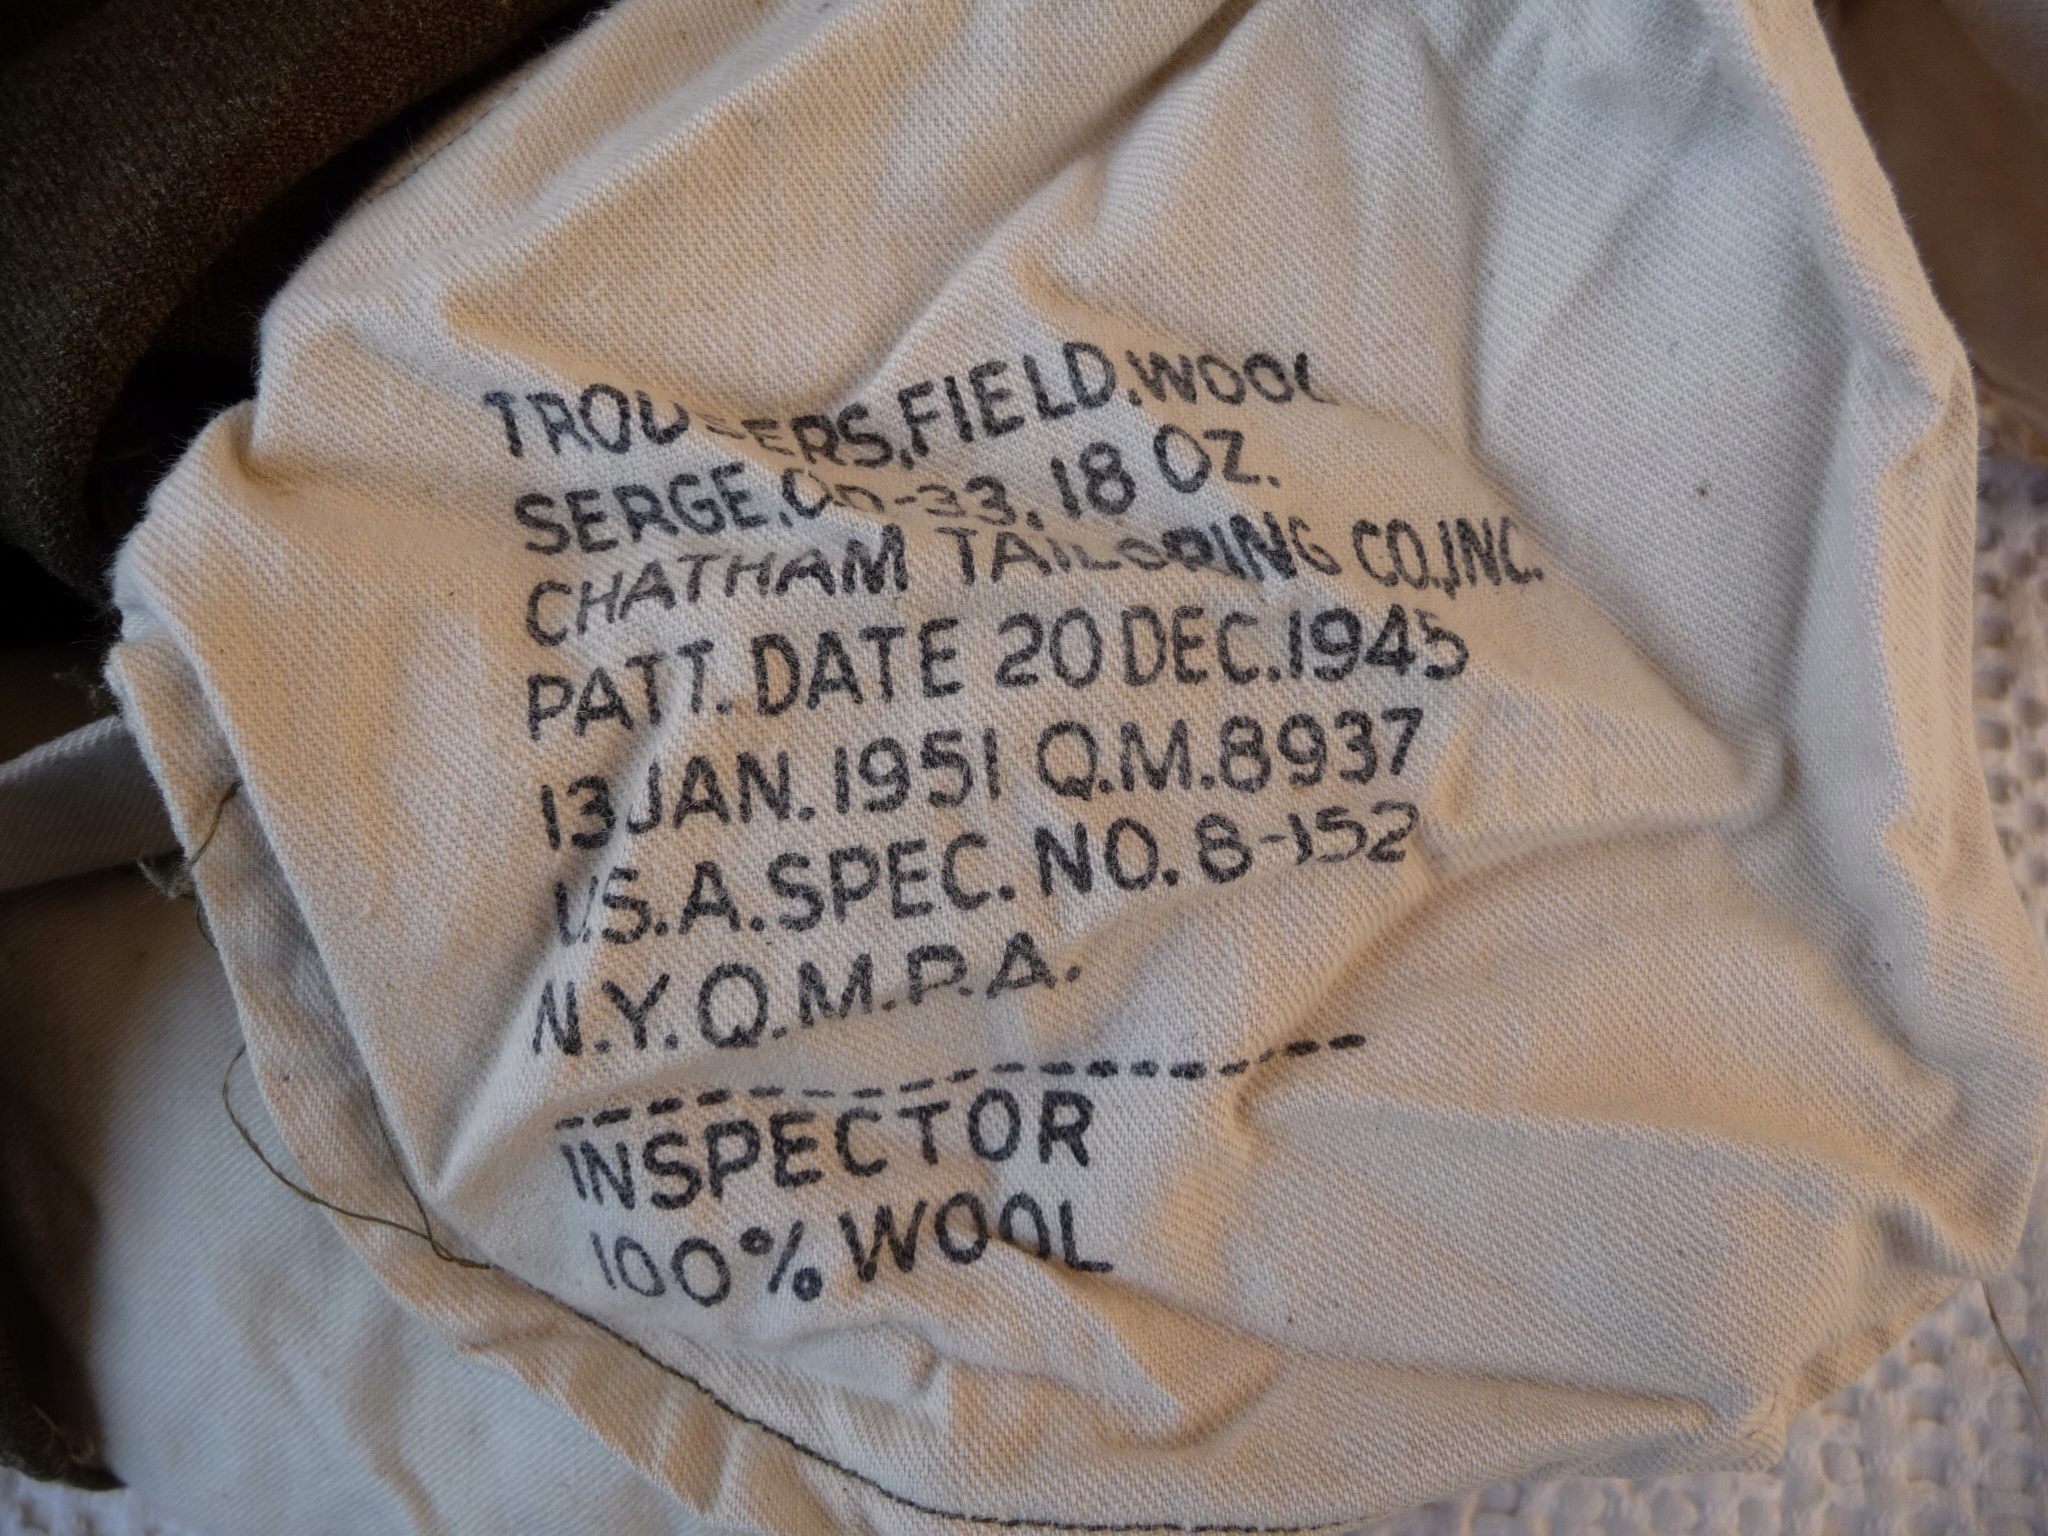 TROUSERS,FIELD,WOOL
SERGE,OD-33, 18 OZ.
CHATHAM TAILORING CO.,INC.
PATT. DATE 20 DEC.1945
13 JAN.1951 Q.M.8937
U.S.A. SPEC. NO. 8-152
N.Y.Q.M.P.A.
INSPECTOR
100% WOOL